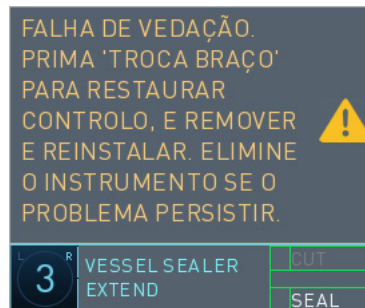 FALHA DE VEDAÇÃO.
PRIMA 'TROCA BRAÇO'
PARA RESTAURAR
CONTROLO, E REMOVER
E REINSTALAR. ELIMINE
O INSTRUMENTO SE O
PROBLEMA PERSISTIR.
L R
3
VESSEL SEALER
EXTEND
CUT
SEAL